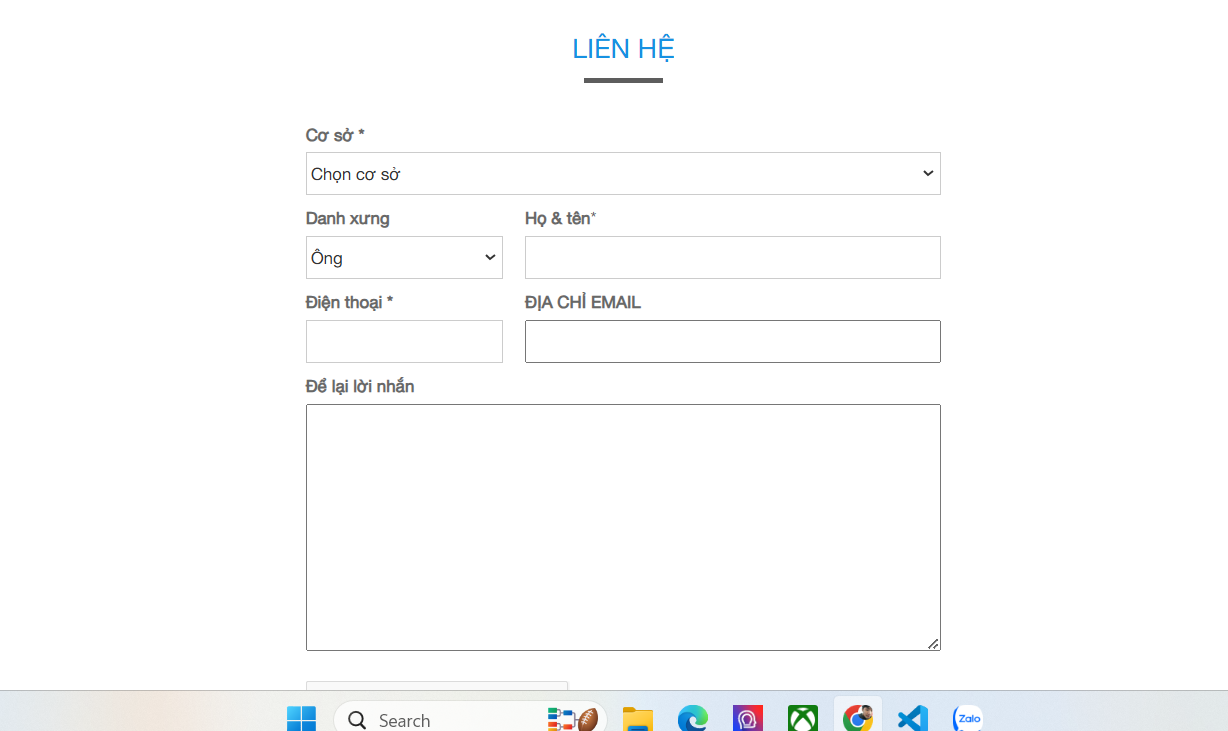 LIÊN HỆ
Cơ sở *
Chọn cơ sở
Danh xưng Họ & tên*
Ông
Điện thoại * ĐỊA CHỈ EMAIL
Để lại lời nhắn
Search
Zalo